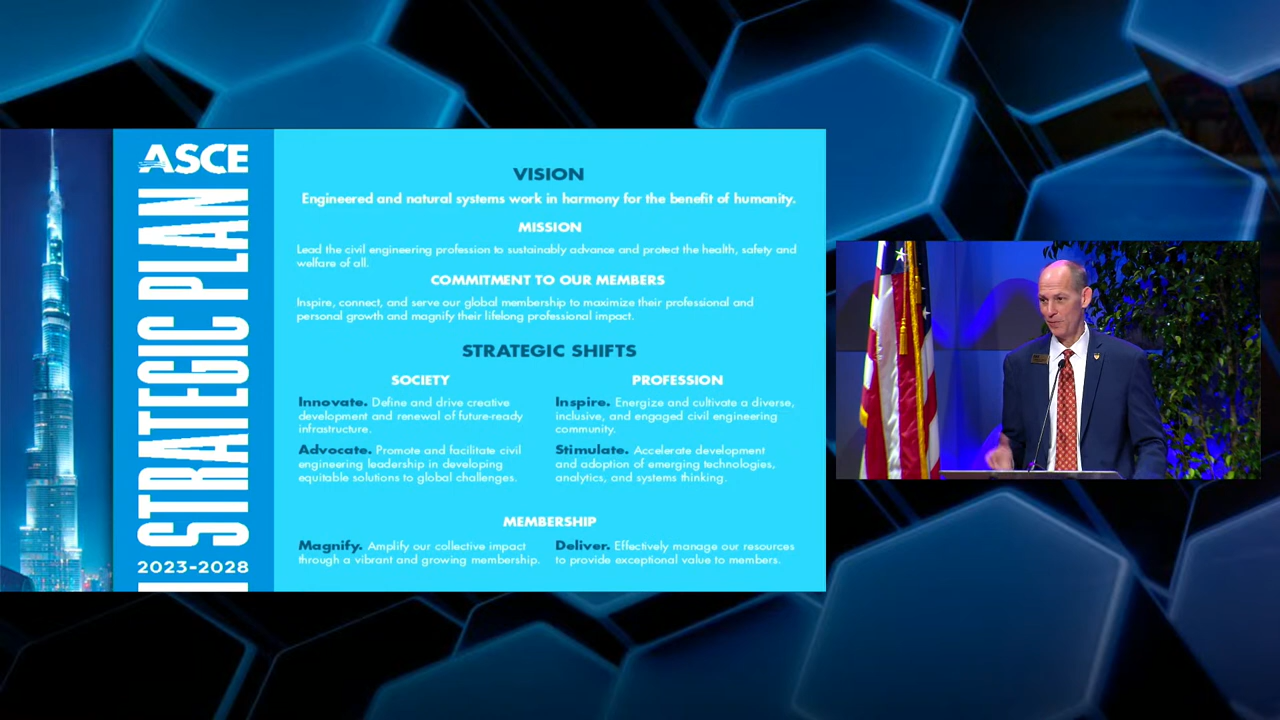 ASCE
STRATEGIC PLAN
2023-2028
VISION
Engineered and natural systems work in harmony for the benefit of humanity.
MISSION
Lead the civil engineering profession to sustainably advance and protect the health, safety and
welfare of all.
COMMITMENT TO OUR MEMBERS
Inspire, connect, and serve our global membership to maximize their professional and
personal growth and magnify their lifelong professional impact.
STRATEGIC SHIFTS
SOCIETY
Innovate. Define and drive creative
development and renewal of future-ready
infrastructure.
Advocate. Promote and facilitate civil
engineering leadership in developing
equitable solutions to global challenges.
PROFESSION
Inspire. Energize and cultivate a diverse,
inclusive, and engaged civil engineering
community.
Stimulate. Accelerate development
and adoption of emerging technologies,
analytics, and systems thinking.
MEMBERSHIP
Magnify. Amplify our collective impact
through a vibrant and growing membership.
Deliver. Effectively manage our resources
to provide exceptional value to members.